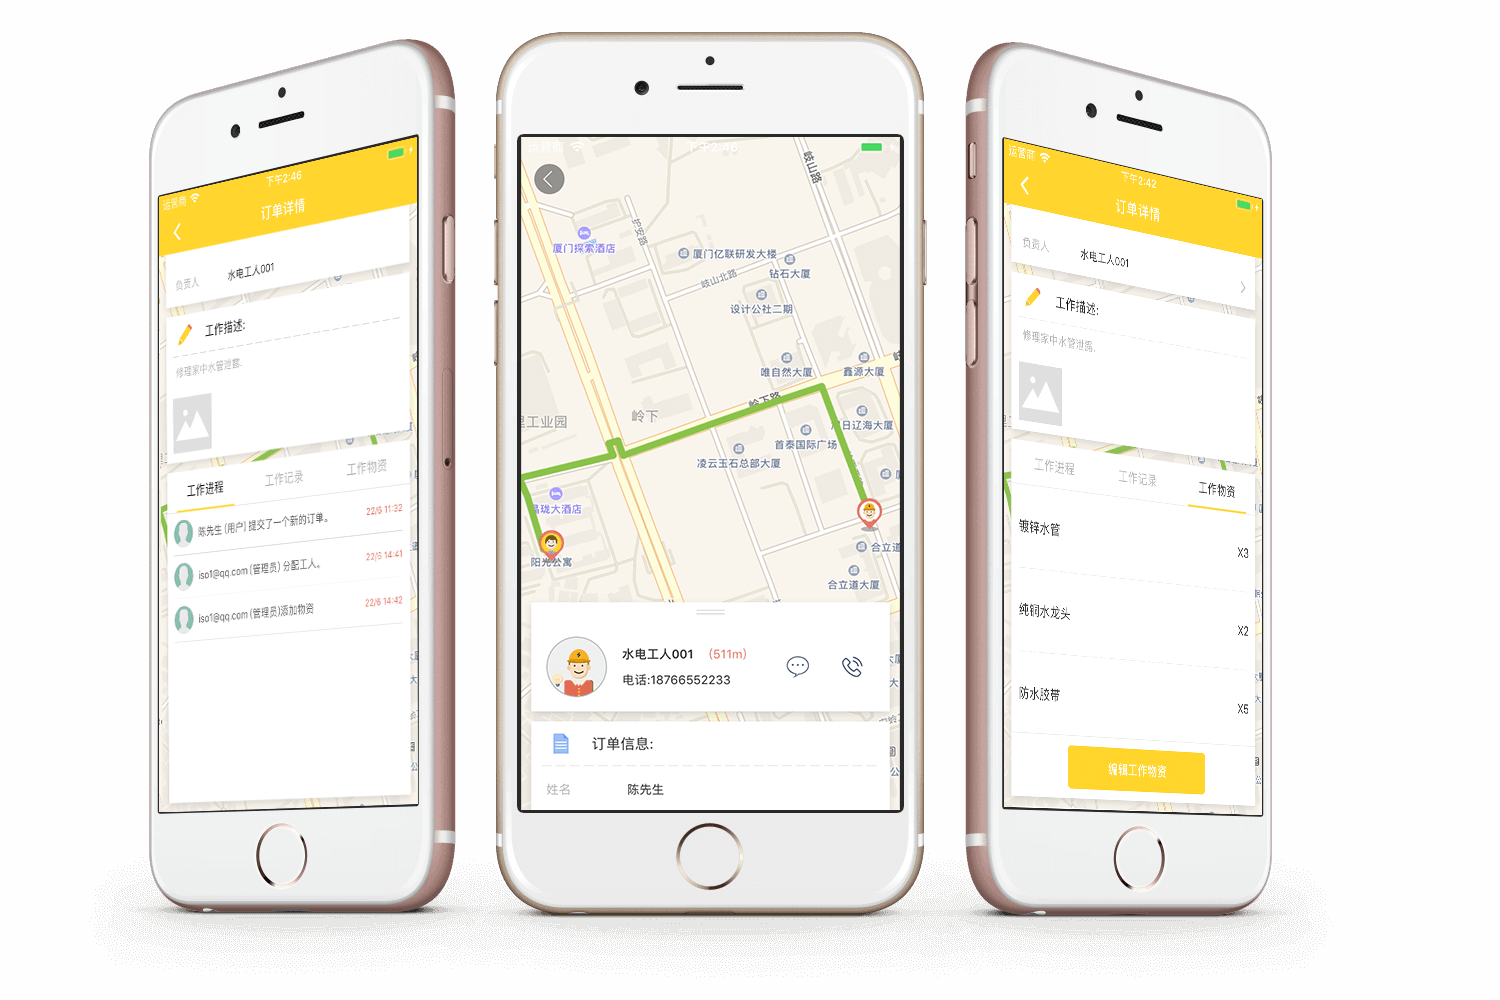 下午2:46
运营商
订单详情
负责人
水电工人001
工作描述:
修理家中水管泄露.
工作进程
工作记录
工作物资
陈先生 (用户) 提交了一个新的订单。
22/6 11:32
iso1@qq.com (管理员) 分配工人。
22/6 14:41
iso1@qq.com (管理员)添加物资
22/6 14:42
下午2:46
岐山路
护安路
厦门探索酒店
厦门亿联研发大楼
钻石大厦
岐山北路
设计公社二期
唯自然大厦
鑫源大厦
岭下路
工业园
岭下
日辽海大厦
首泰国际广场
凌云玉石总部大厦
珑大酒店
阳光公寓
合立道
合立道大厦
水电工人001
(511m)
电话:18766552233
订单信息:
姓名
陈先生
运营商
下午2:42
订单详情
负责人
水电工人001
工作描述:
修理家中水管泄露.
工作进程
工作记录
工作物资
镀锌水管
X3
纯铜水龙头
X2
防水胶带
X5
编辑工作物资